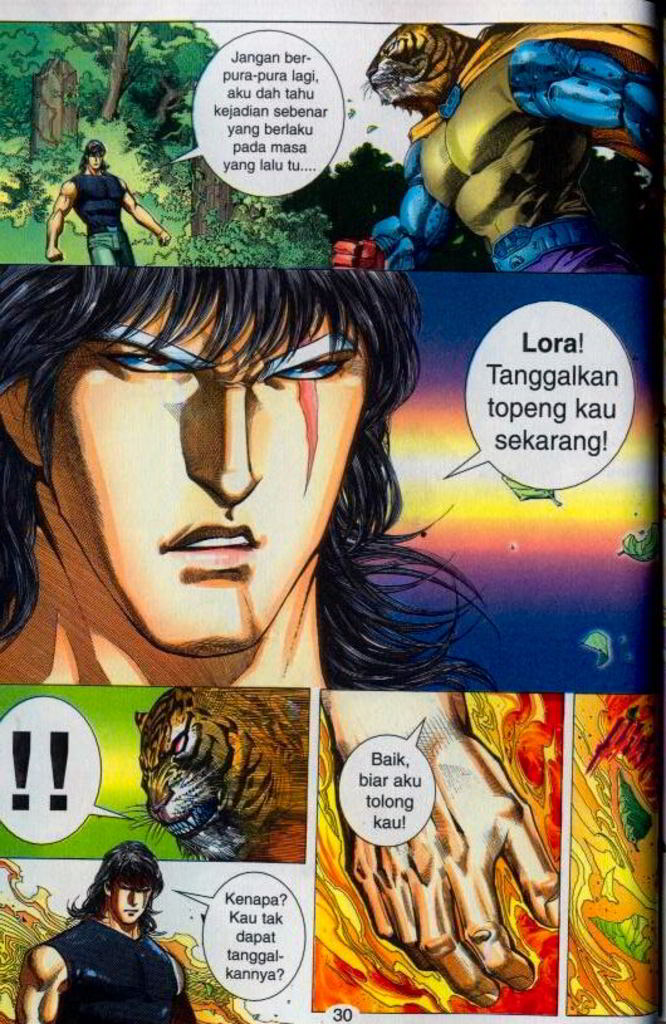 Jangan ber-
pura-pura lagi,
aku dah tahu
kejadian sebenar
yang berlaku
pada masa
yang lalu tu....
Lora!
Tanggalkan
topeng kau
sekarang!
!!
Baik,
biar aku
tolong
kau!
Kenapa?
Kau tak
dapat
tanggal-
kannya?
30